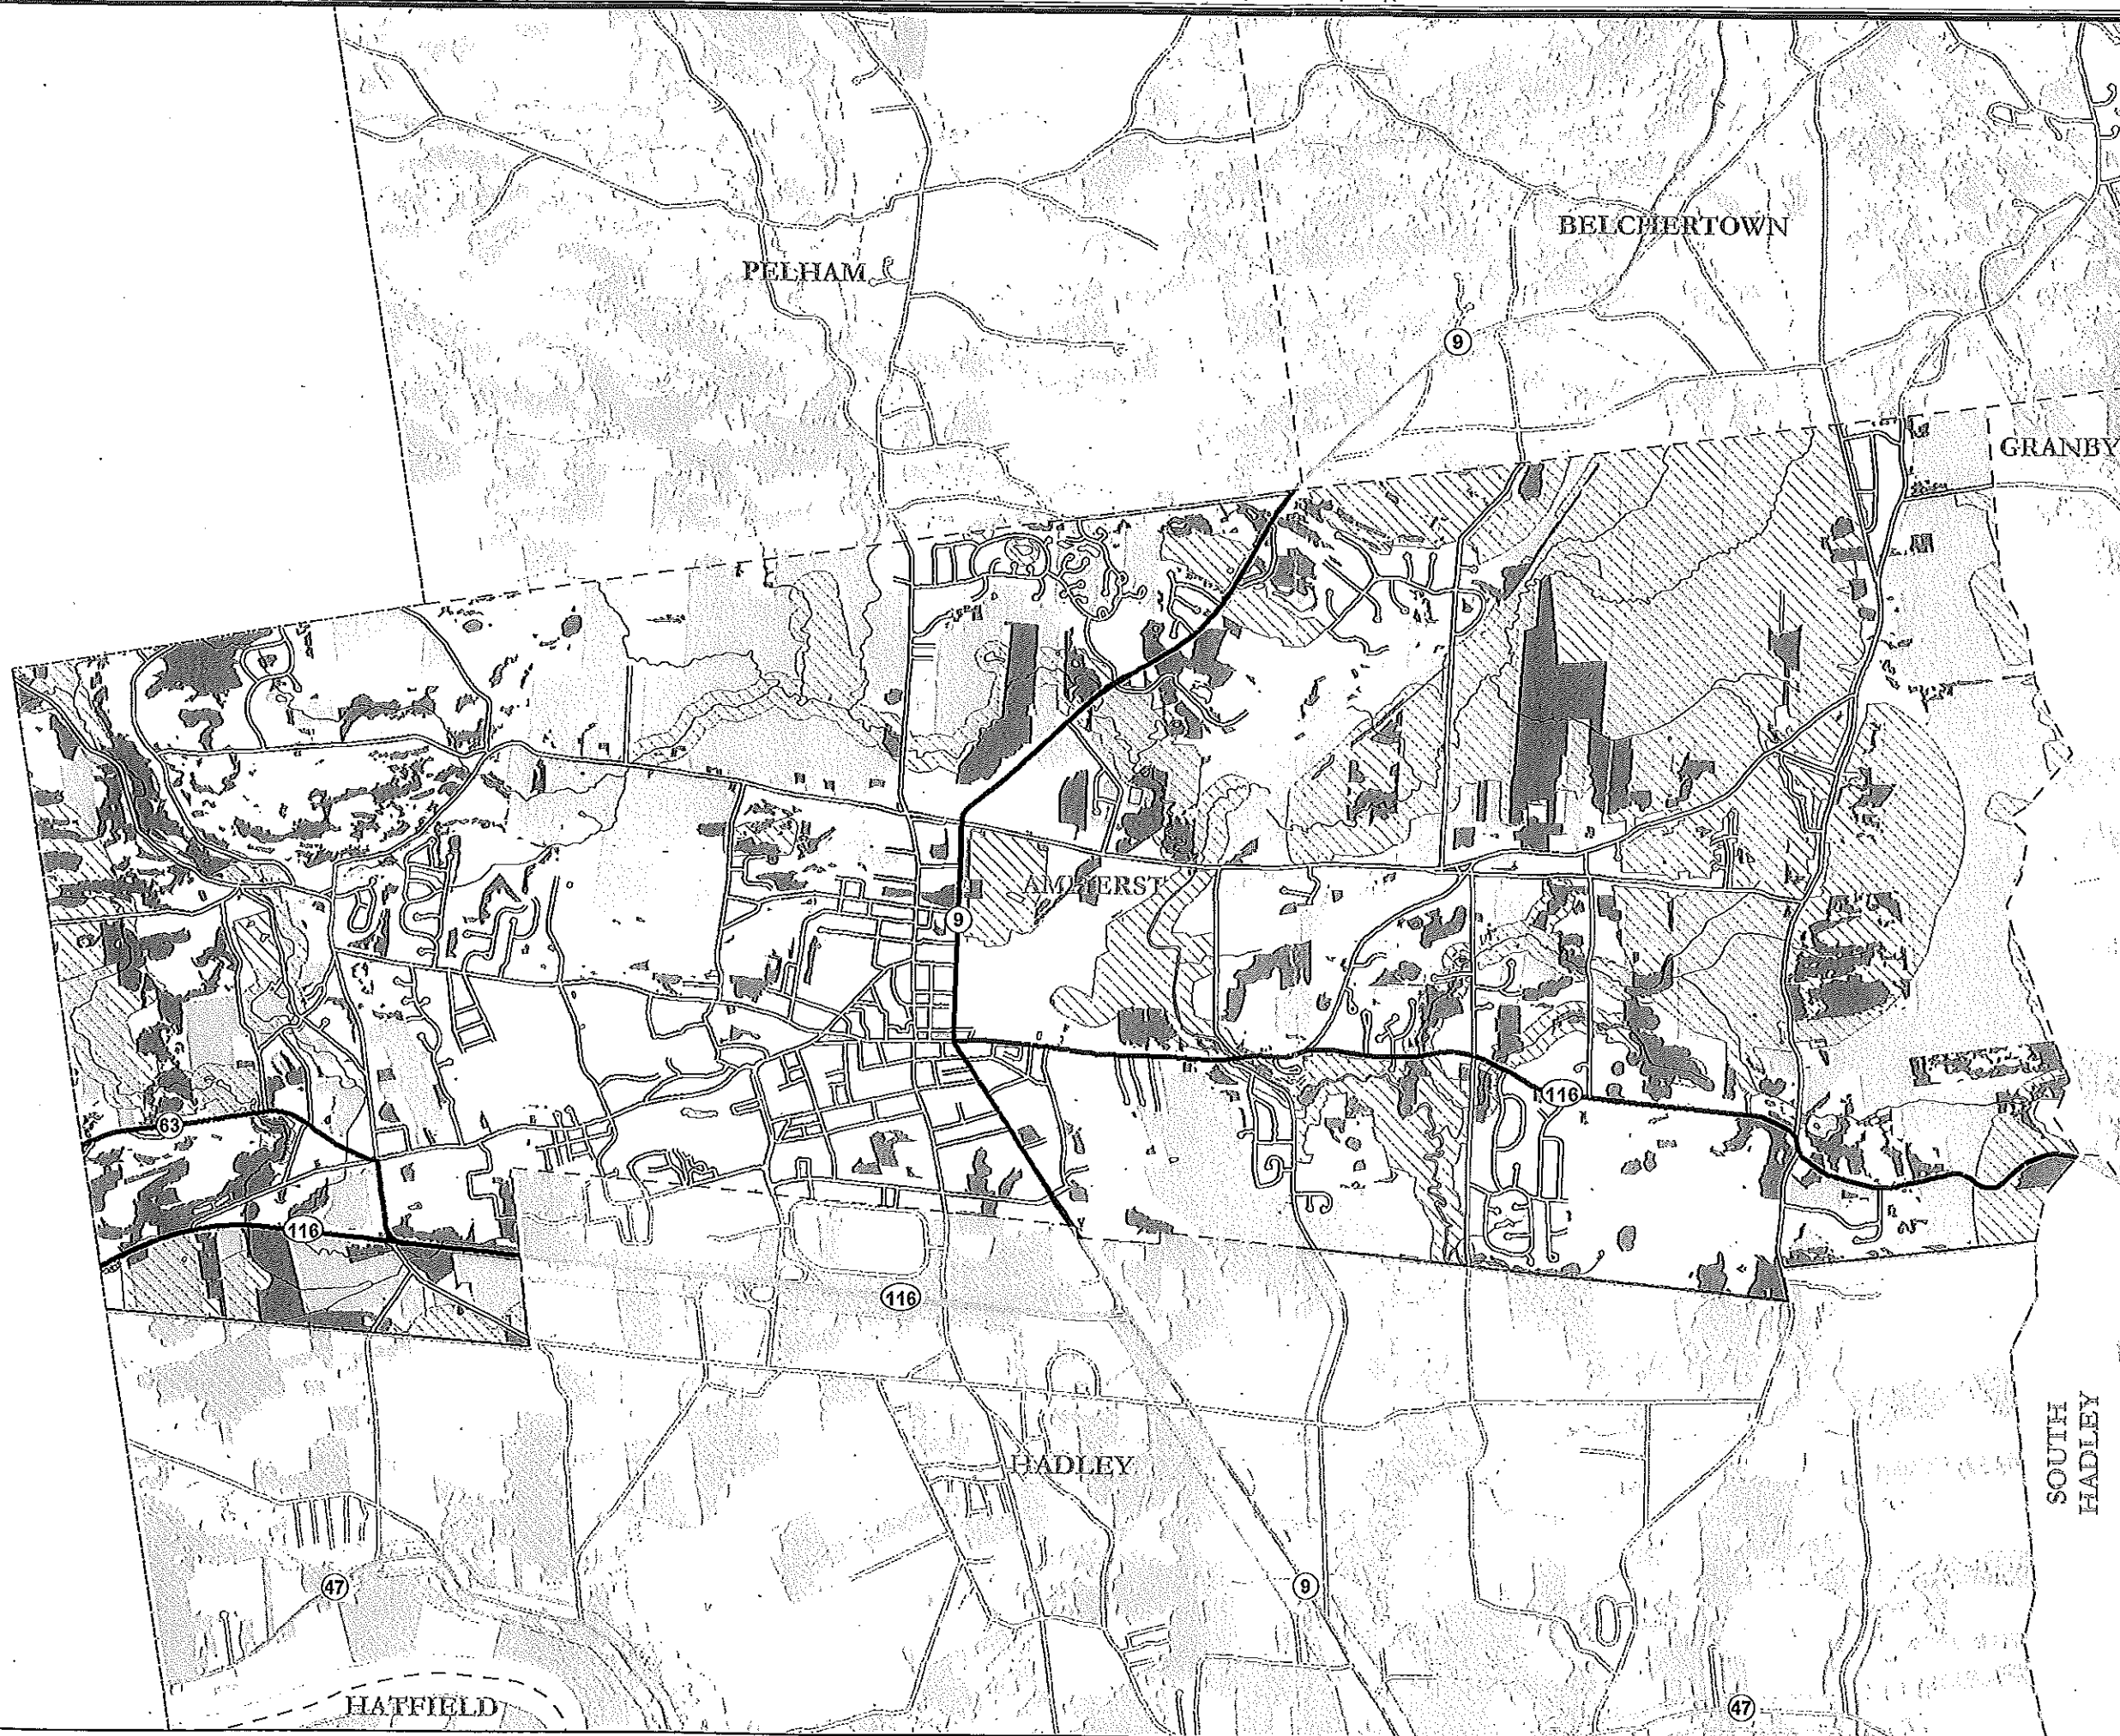 BELCHERTOWN
PELHAM
9
GRANBY
AMHERST
9
116
63
116
116
HADLEY
SOUTH
HADLEY
47
9
HATFIELD
47